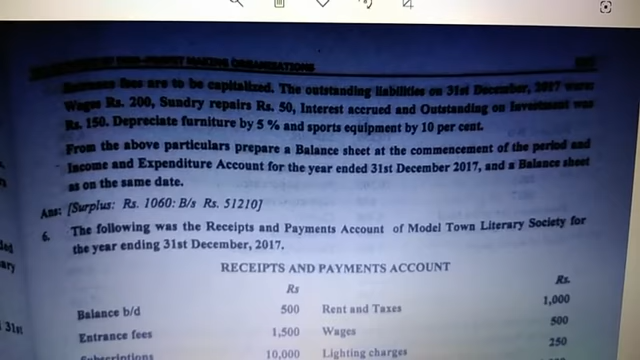 NON-PROFIT MAKING ORGANISATIONS
Entrance fees are to be capitalized. The outstanding liabilities on 31st December, 2017 were:
Wages Rs. 200, Sundry repairs Rs. 50, Interest accrued and Outstanding on Investment was
Rs. 150. Depreciate furniture by 5 % and sports equipment by 10 per cent.
From the above particulars prepare a Balance sheet at the commencement of the period and
Income and Expenditure Account for the year ended 31st December 2017, and a Balance sheet
as on the same date.
Ans: [Surplus: Rs. 1060: B/s Rs. 51210]
6. The following was the Receipts and Payments Account of Model Town Literary Society for
the year ending 31st December, 2017.
RECEIPTS AND PAYMENTS ACCOUNT
Rs Rs.
Balance b/d 500 Rent and Taxes 1,000
Entrance fees 1,500 Wages 500
Subscriptions 10,000 Lighting charges 250
31st